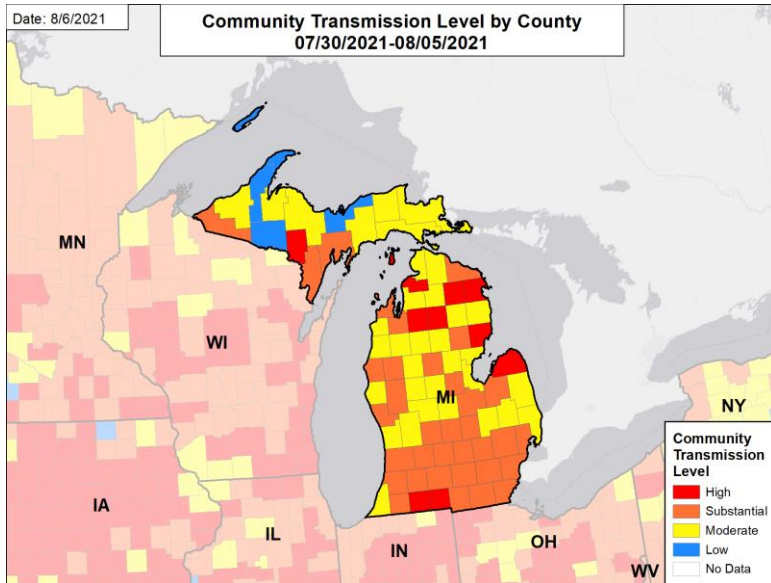 Date: 8/6/2021
Community Transmission Level by County
07/30/2021-08/05/2021
MN
WI
MI
NY
IA
IL
IN
OH
WV
Community
Transmission
Level
High
Substantial
Moderate
Low
No Data